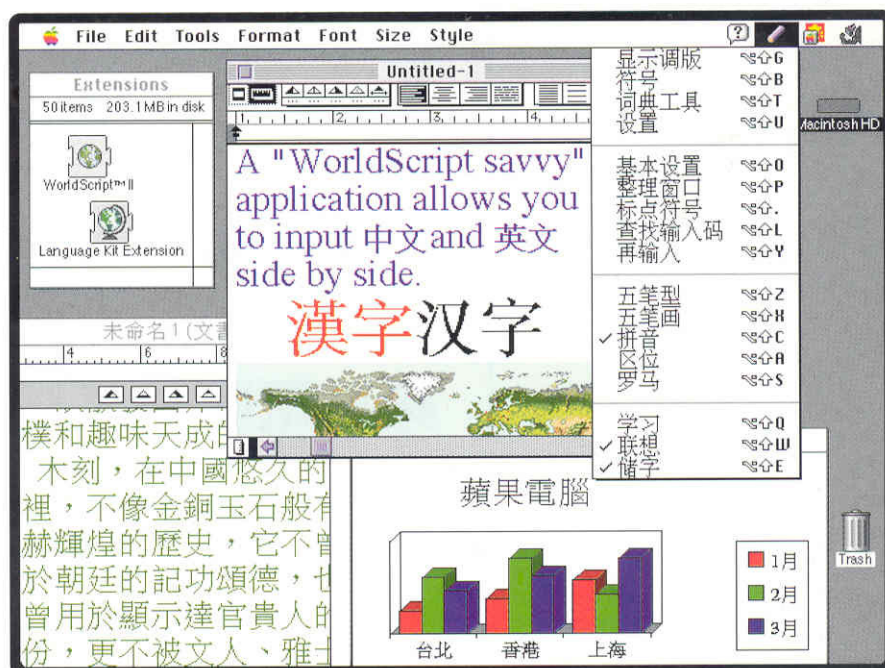 File Edit Tools Format Font Size Style
Extensions
50 items 203.1 MB in disk
WorldScript™ II
Language Kit Extension
Untitled-1
1 2 3 4
A "WorldScript savvy"
application allows you
to input 中文and 英文
side by side.
漢字汉字
显示调版 ⌥⇧G
符号 ⌥⇧B
词典工具 ⌥⇧T
设置 ⌥⇧U
基本设置 ⌥⇧O
整理窗口 ⌥⇧P
标点符号 ⌥⇧.
查找输入码 ⌥⇧L
再输入 ⌥⇧Y
五笔型 ⌥⇧Z
五笔画 ⌥⇧X
✓拼音 ⌥⇧C
区位 ⌥⇧A
罗马 ⌥⇧S
学习 ⌥⇧Q
✓联想 ⌥⇧W
✓储字 ⌥⇧E
Macintosh HD
未命名1(文書
4 6 8
樸和趣味天成的
木刻,在中國悠久的
裡,不像金銅玉石般有
赫輝煌的歷史,它不曾
於朝廷的記功頌德,也
曾用於顯示達官貴人的
份,更不被文人、雅士
蘋果電腦
台北 香港 上海
1月
2月
3月
Trash